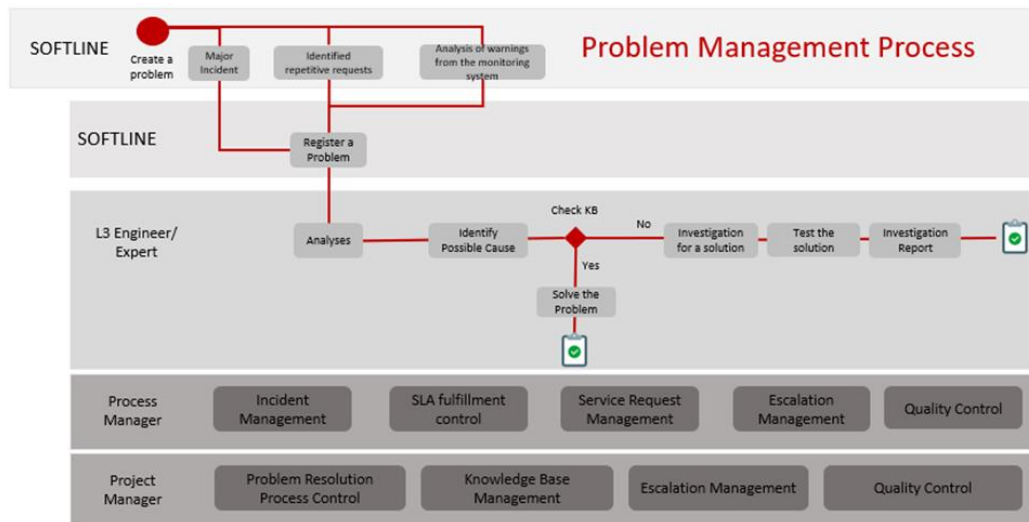 SOFTLINE
Create a
problem
Major
Incident
Identified
repetitive requests
Analysis of warnings
from the monitoring
system
Problem Management Process
SOFTLINE
Register a
Problem
L3 Engineer/
Expert
Analyses
Identify
Possible Cause
Check KB
No
Investigation
for a solution
Test the
solution
Investigation
Report
Yes
Solve the
Problem
Process
Manager
Incident
Management
SLA fulfillment
control
Service Request
Management
Escalation
Management
Quality Control
Project
Manager
Problem Resolution
Process Control
Knowledge Base
Management
Escalation Management
Quality Control